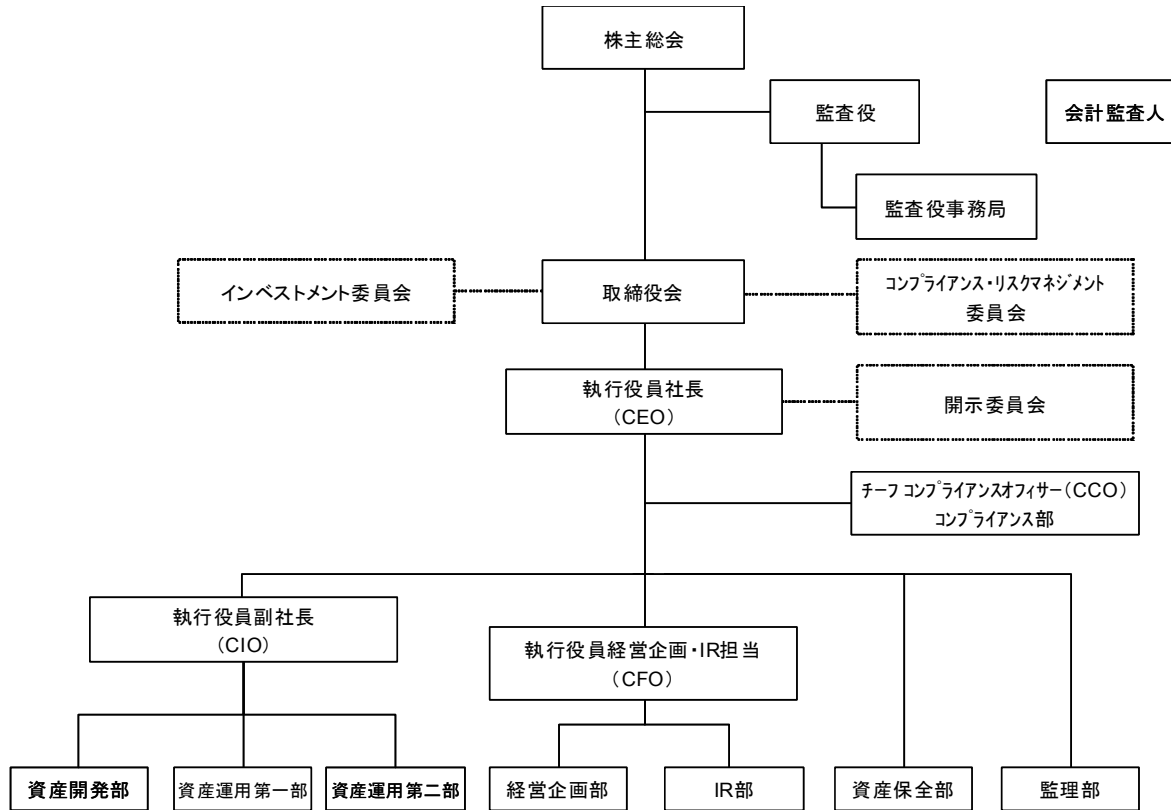 株主総会
監査役
会計監査人
監査役事務局
インベストメント委員会
取締役会
コンプライアンス・リスクマネジメント
委員会
執行役員社長
(CEO)
開示委員会
チーフ コンプライアンスオフィサー(CCO)
コンプライアンス部
執行役員副社長
(CIO)
執行役員経営企画・IR担当
(CFO)
資産開発部
資産運用第一部
資産運用第二部
経営企画部
IR部
資産保全部
監理部